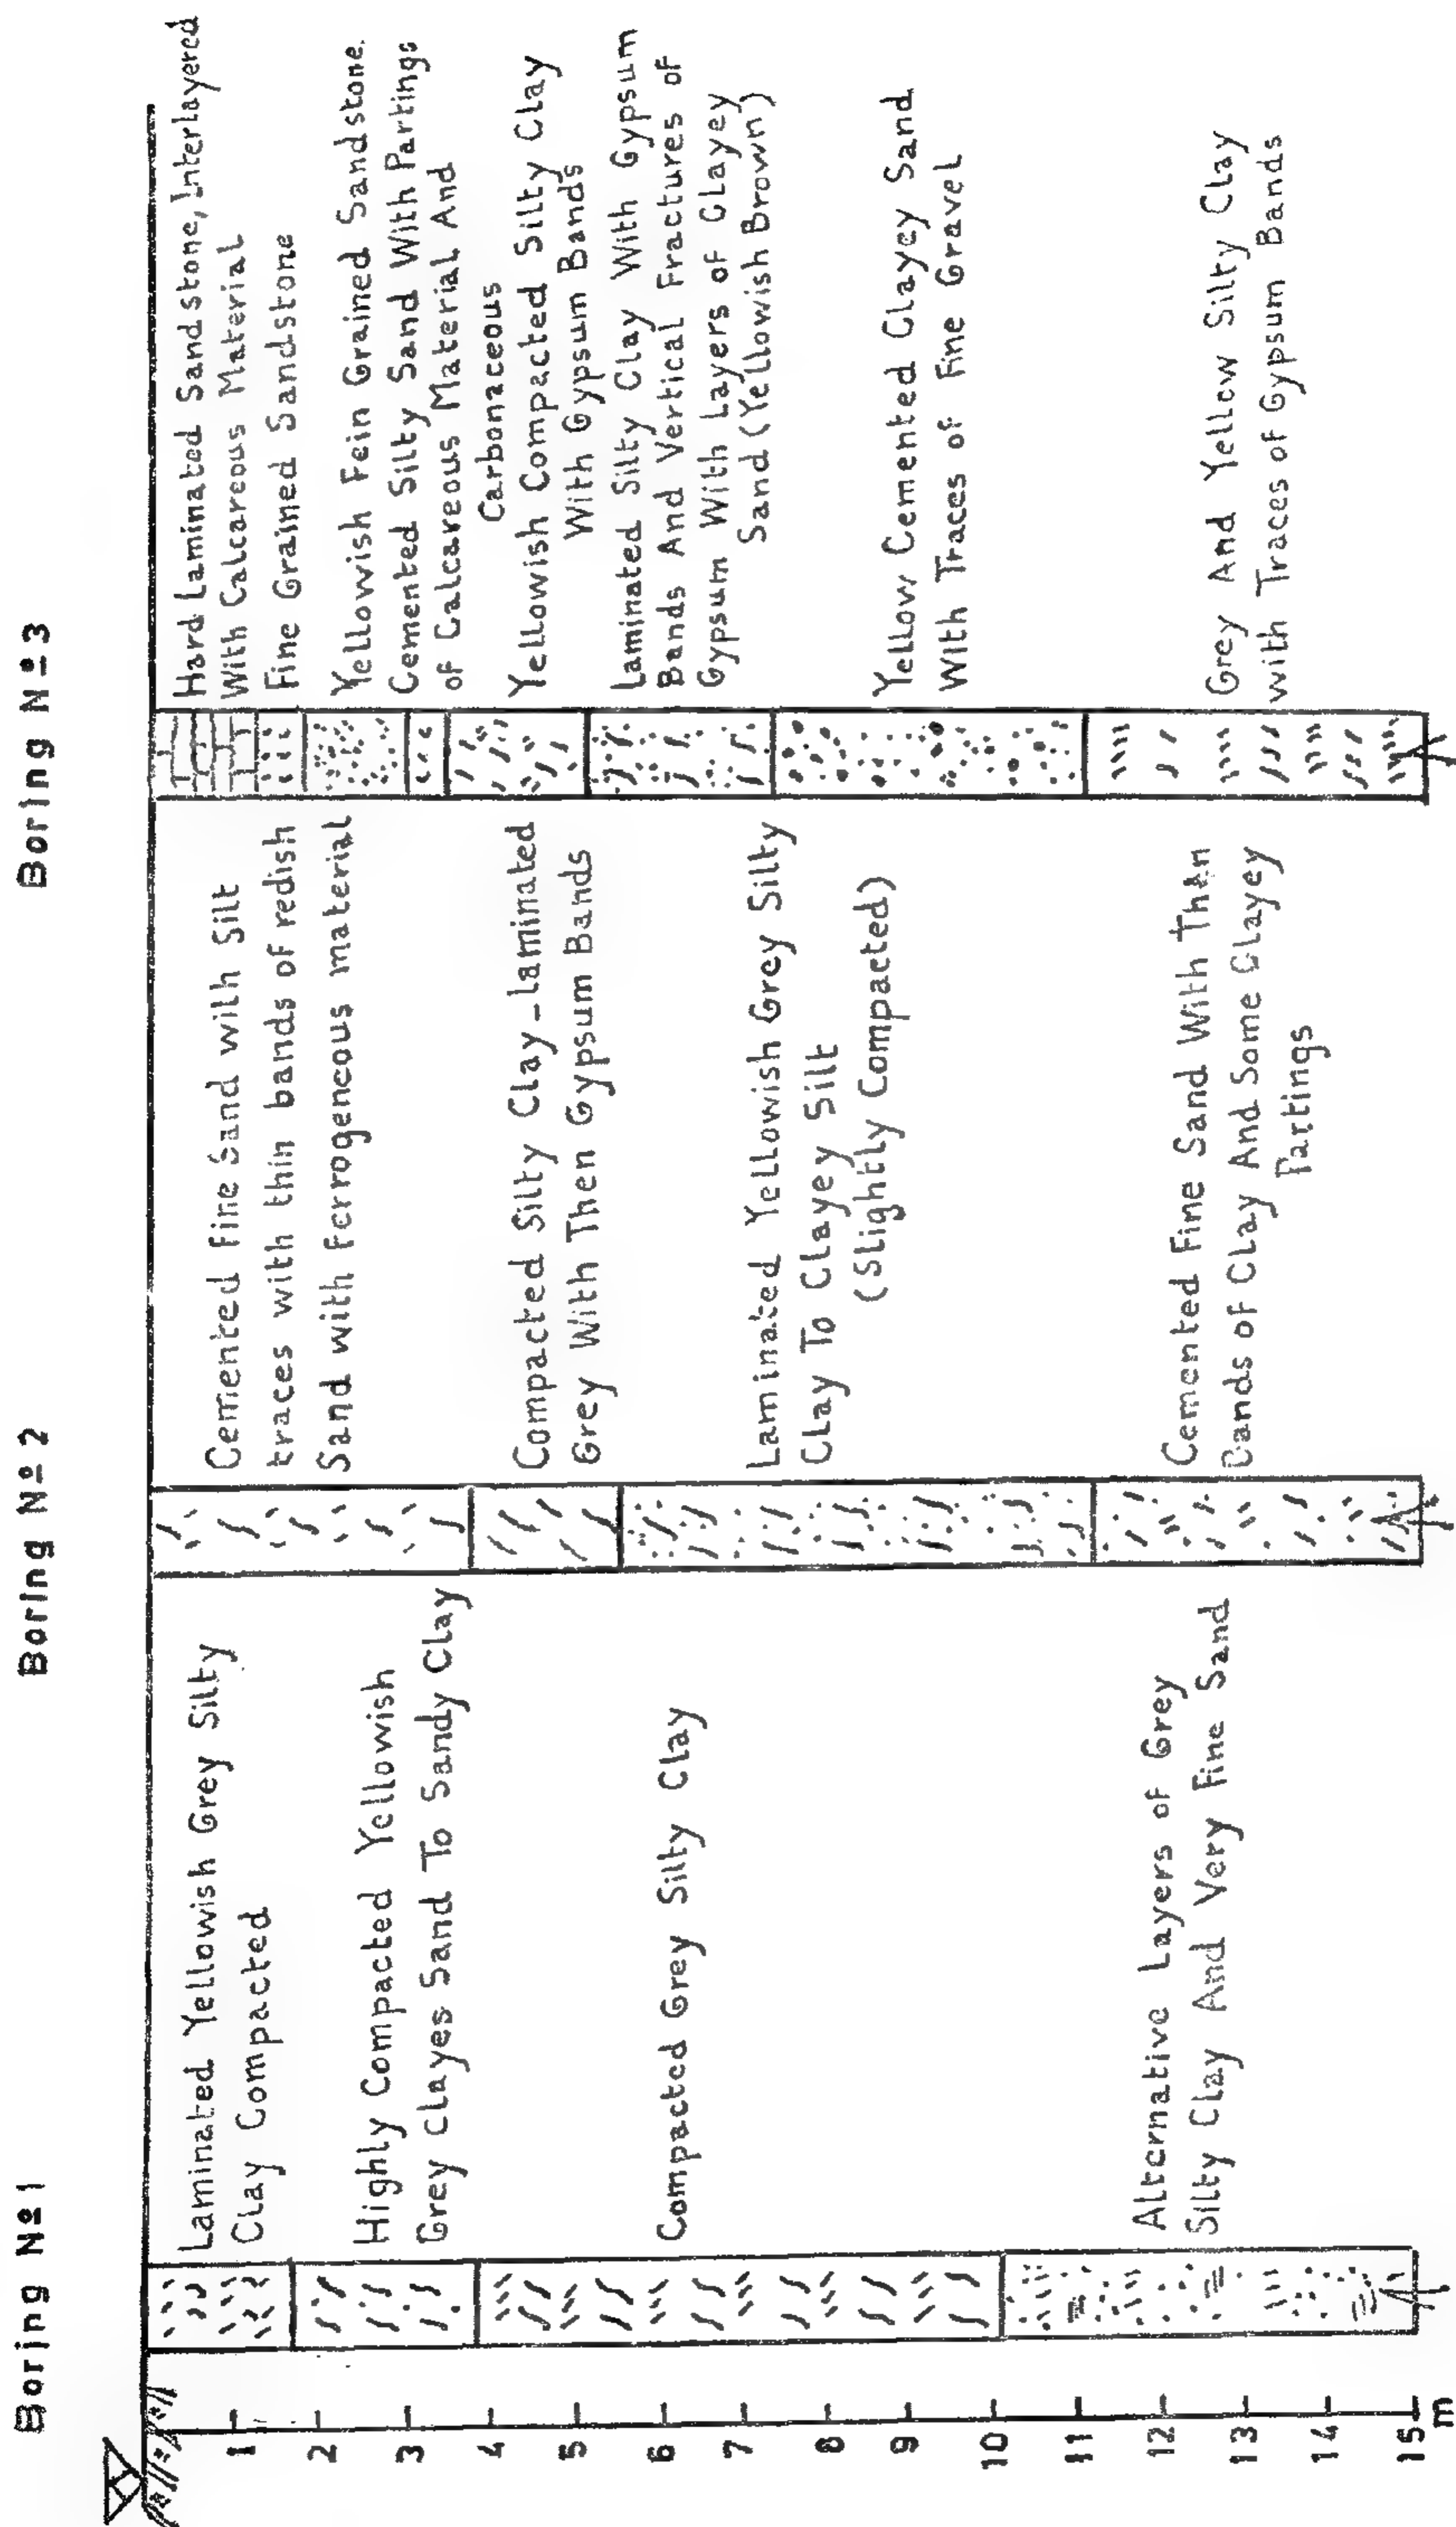 Boring Nº 1
Boring Nº 2
Boring Nº 3
1
2
3
4
5
6
7
8
9
10
11
12
13
14
15
m
Laminated Yellowish Grey Silty
Clay Compacted
Highly Compacted Yellowish
Grey Clayes Sand To Sandy Clay
Compacted Grey Silty Clay
Alternative Layers of Grey
Silty Clay And Very Fine Sand
Cemented Fine Sand with Silt
traces with thin bands of redish
Sand with Ferrogeneous material
Compacted Silty Clay-laminated
Grey With Then Gypsum Bands
Laminated Yellowish Grey Silty
Clay To Clayey Silt
(Slightly Compacted)
Cemented Fine Sand With Then
Bands of Clay And Some Clayey
Partings
Hard Laminated Sandstone, Interlayered
With Calcareous Material
Fine Grained Sandstone
Yellowish Fein Grained Sandstone.
Cemented Silty Sand With Partings
of Calcareous Material And
Carbonaceous
Yellowish Compacted Silty Clay
With Gypsum Bands
Laminated Silty Clay With Gypsum
Bands And Vertical Fractures of
Gypsum With Layers of Clayey
Sand (Yellowish Brown)
Yellow Cemented Clayey Sand
With Traces of Fine Gravel
Grey And Yellow Silty Clay
with Traces of Gypsum Bands